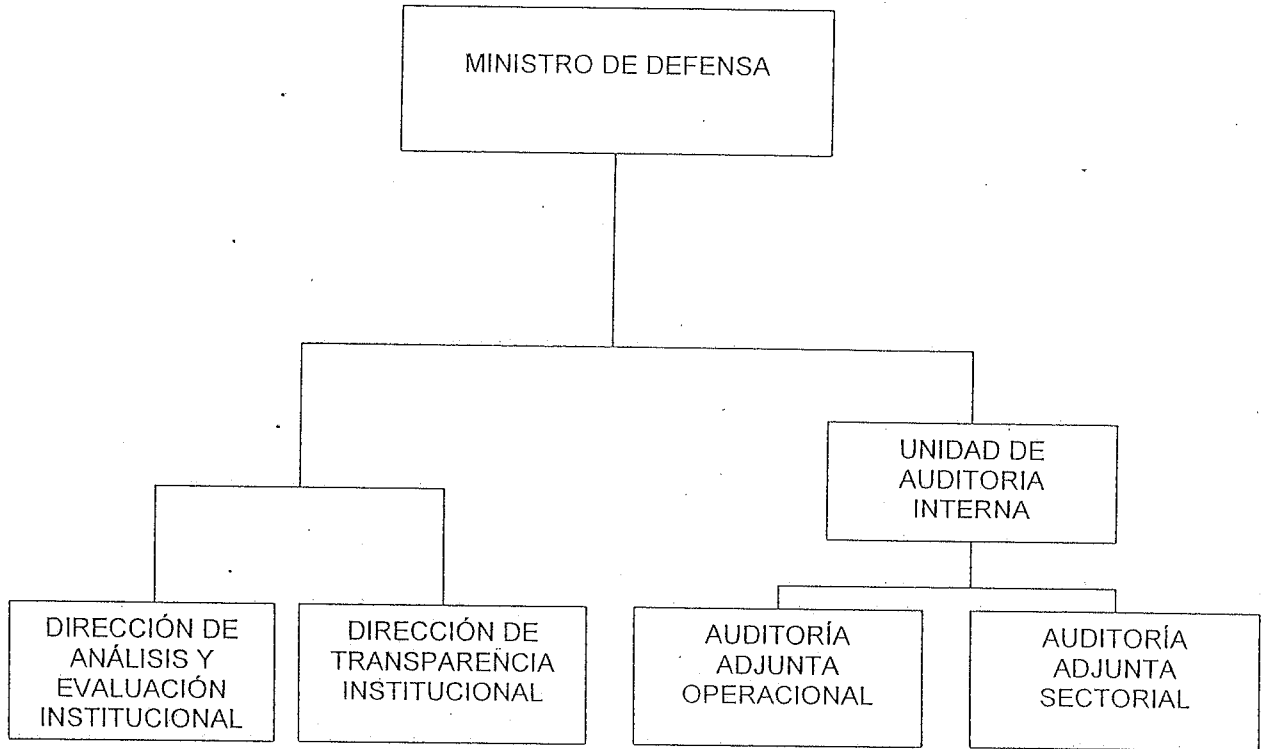 MINISTRO DE DEFENSA
UNIDAD DE
AUDITORIA
INTERNA
DIRECCIÓN DE
ANÁLISIS Y
EVALUACIÓN
INSTITUCIONAL
DIRECCIÓN DE
TRANSPARENCIA
INSTITUCIONAL
AUDITORÍA
ADJUNTA
OPERACIONAL
AUDITORÍA
ADJUNTA
SECTORIAL